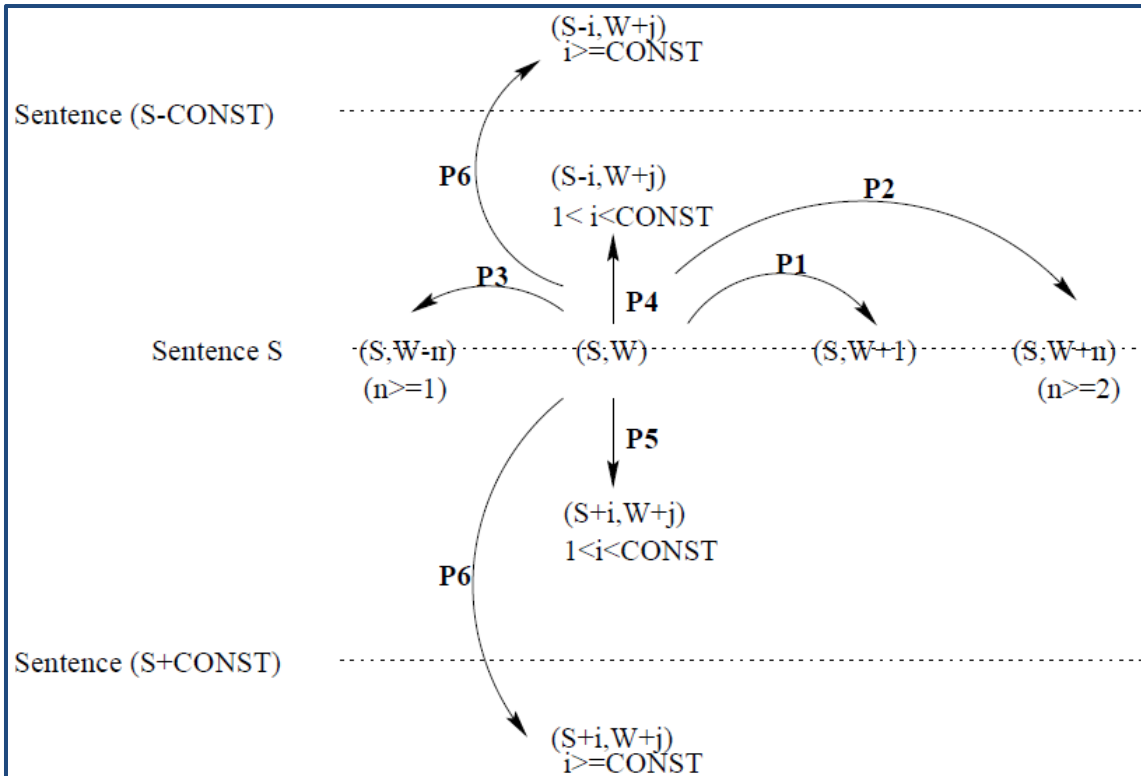 (S-i,W+j)
i>=CONST
Sentence (S-CONST)
P6
(S-i,W+j)
1< i<CONST
P2
P3
P4
P1
Sentence S
(S,W-n)
(S,W)
(S,W+1)
(S,W+n)
(n>=1)
(n>=2)
P5
(S+i,W+j)
1<i<CONST
P6
Sentence (S+CONST)
(S+i,W+j)
i>=CONST